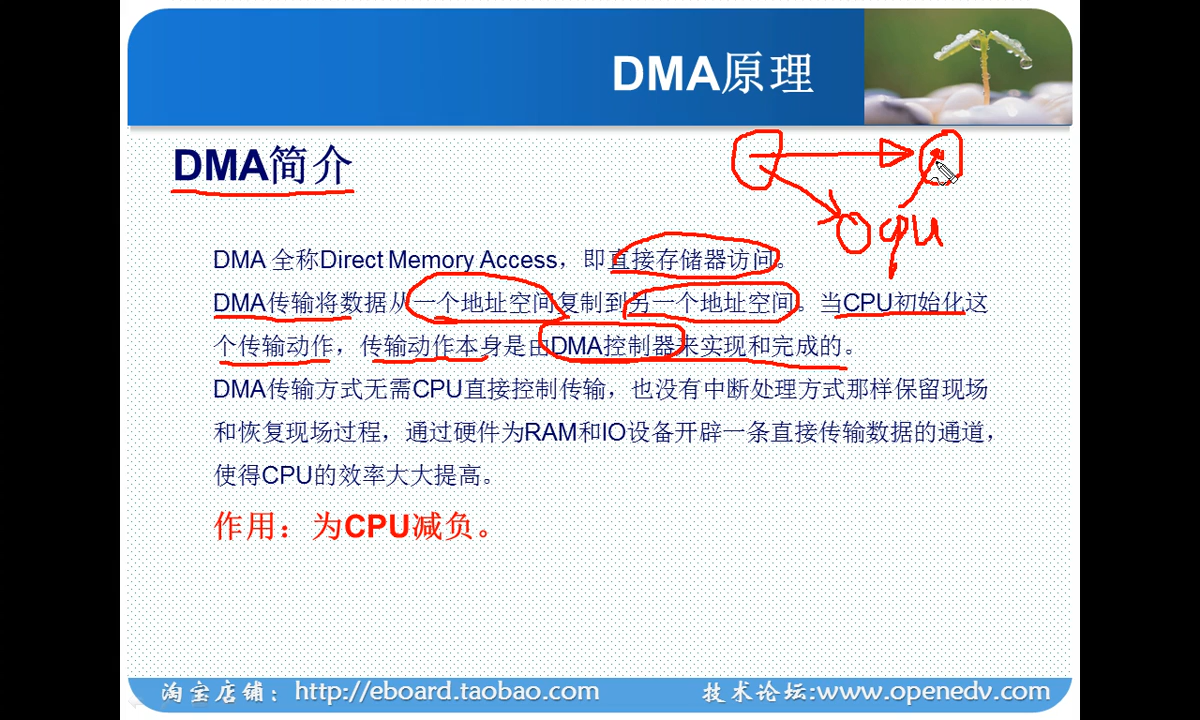 DMA原理
DMA简介
cpu
DMA 全称Direct Memory Access，即直接存储器访问。
DMA传输将数据从一个地址空间复制到另一个地址空间。当CPU初始化这
个传输动作，传输动作本身是由DMA控制器来实现和完成的。
DMA传输方式无需CPU直接控制传输，也没有中断处理方式那样保留现场
和恢复现场过程，通过硬件为RAM和IO设备开辟一条直接传输数据的通道，
使得CPU的效率大大提高。
作用：为CPU减负。
淘宝店铺：http://eboard.taobao.com 技术论坛:www.openedv.com